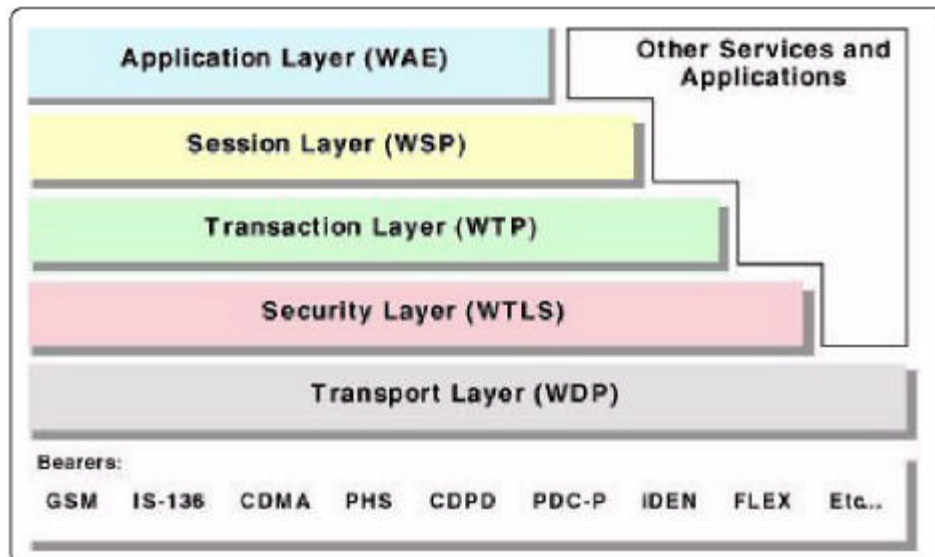 Application Layer (WAE)
Other Services and
Applications
Session Layer (WSP)
Transaction Layer (WTP)
Security Layer (WTLS)
Transport Layer (WDP)
Bearers:
GSM IS-136 CDMA PHS CDPD PDC-P iDEN FLEX Etc...